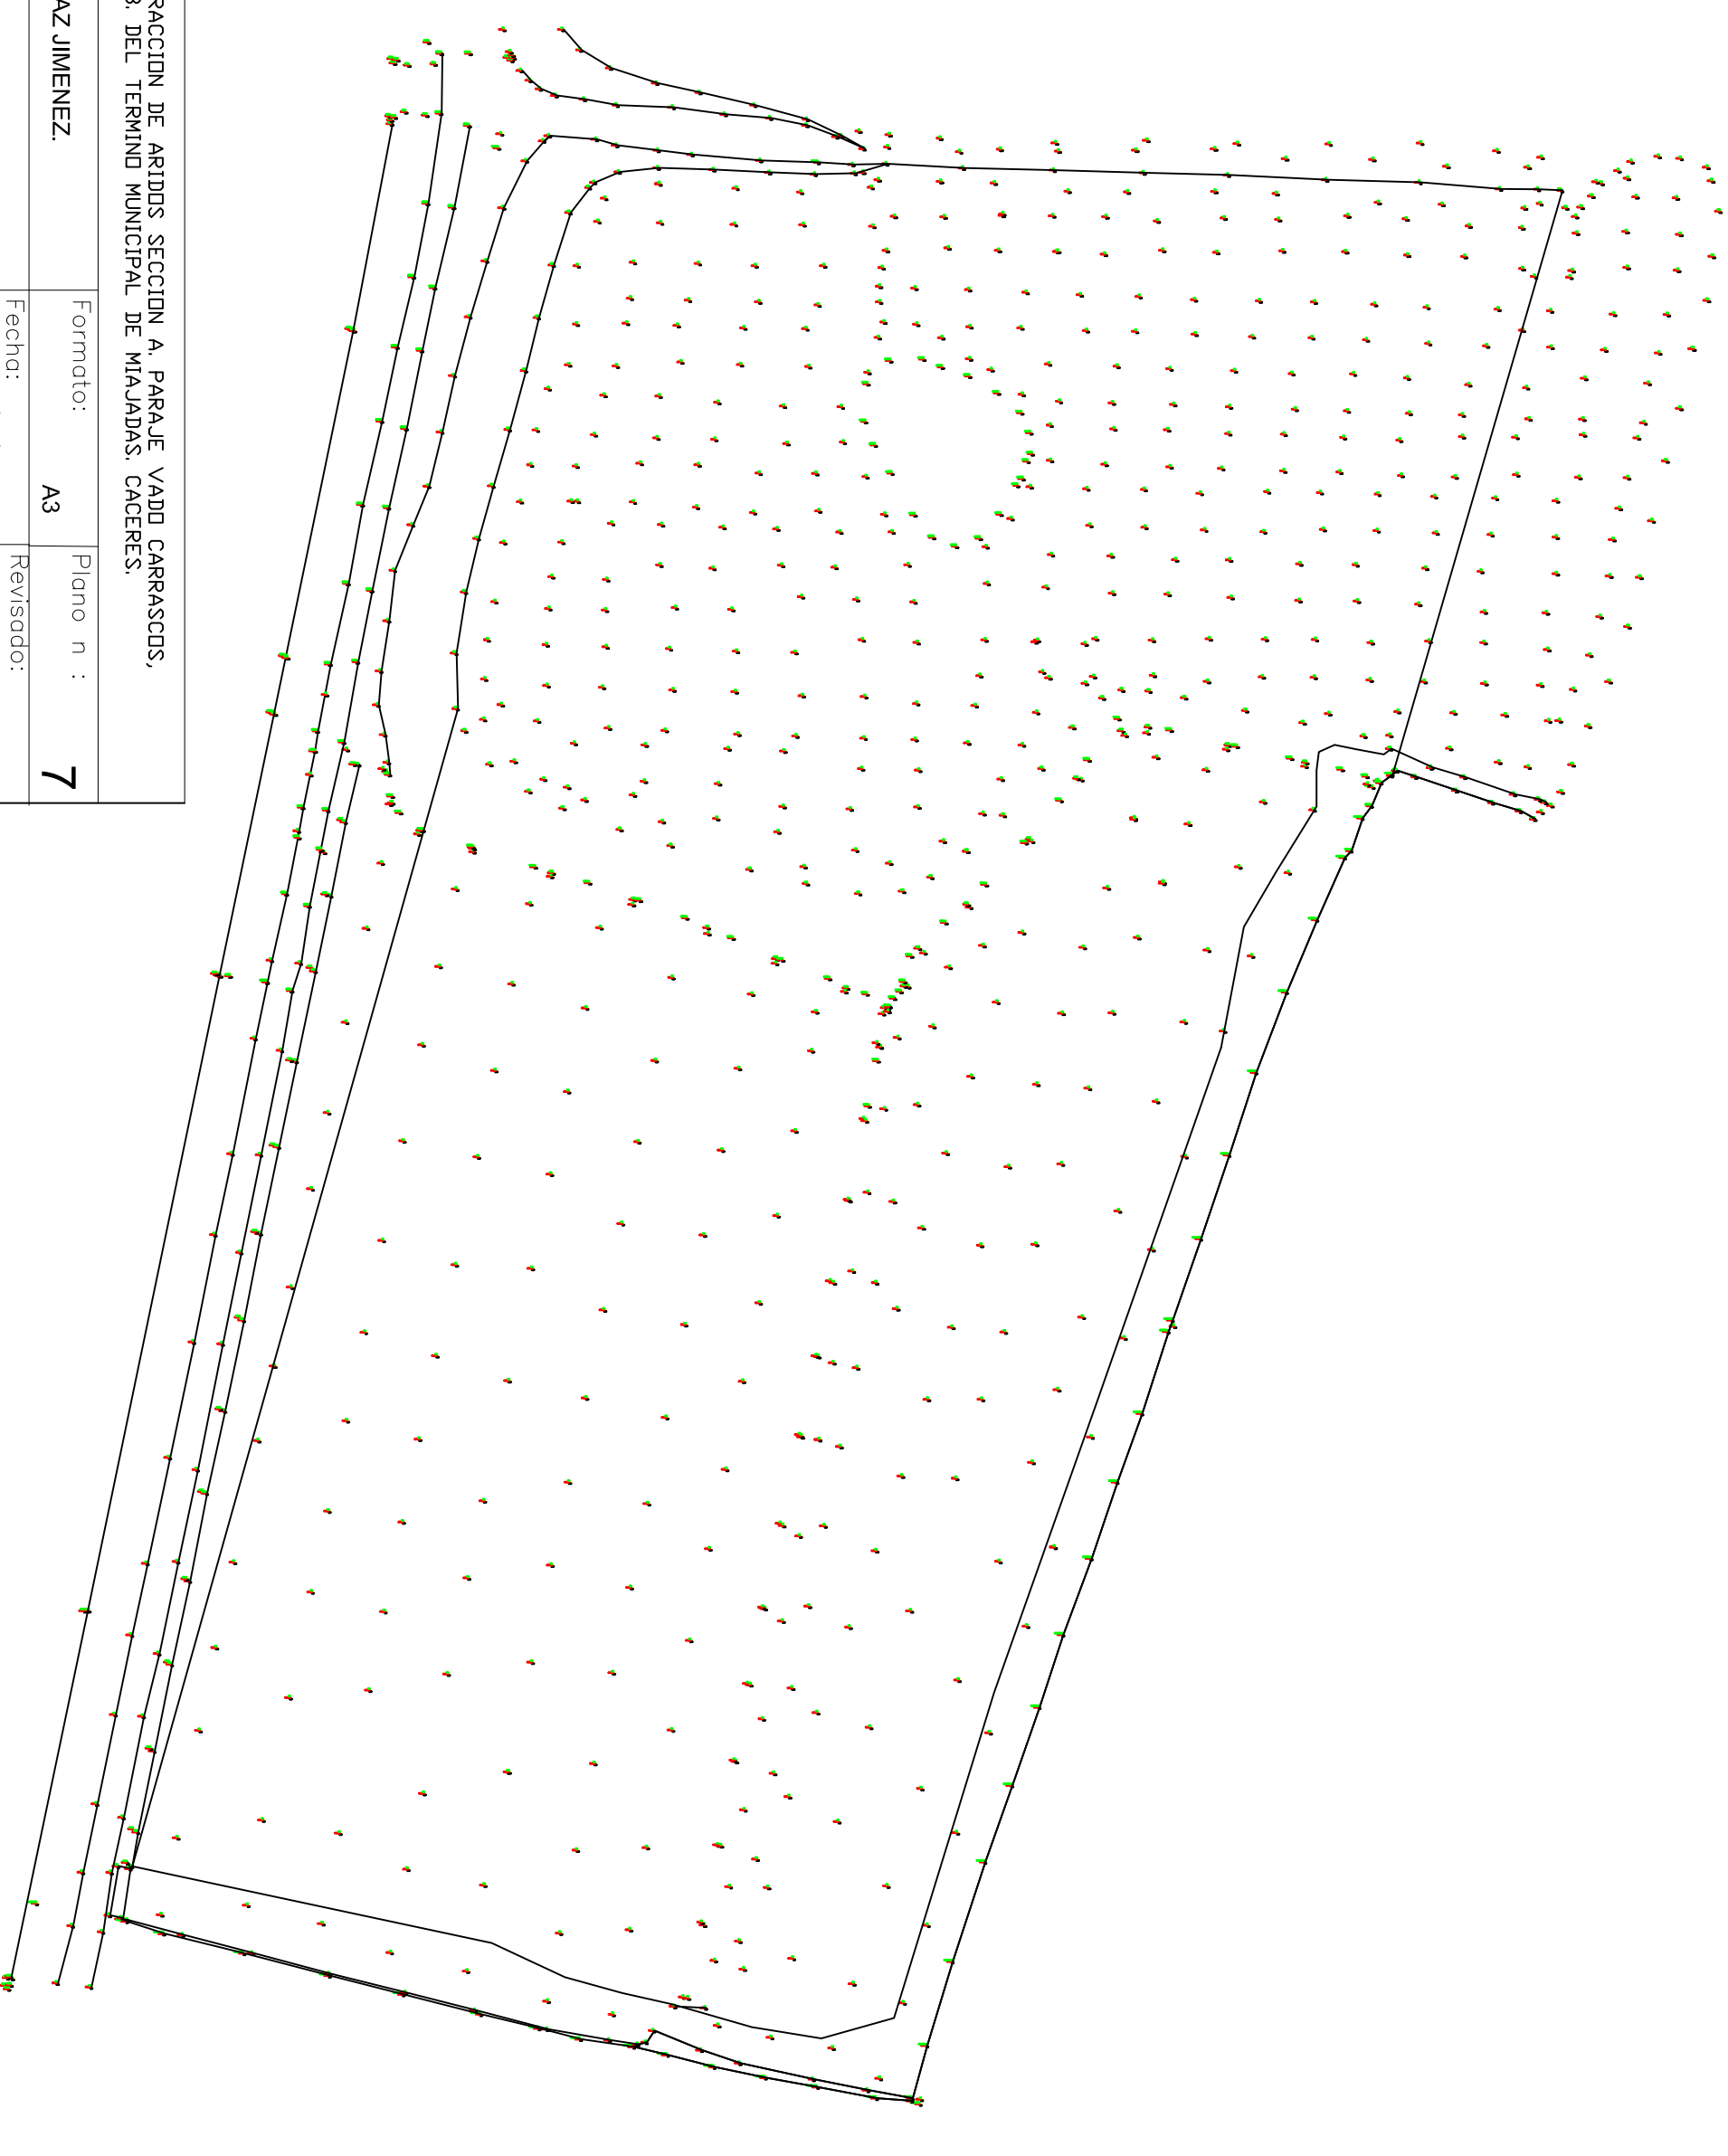 RACCION DE ARIDOS SECCION A. PARAJE VADO CARRASCOS,
. DEL TERMINO MUNICIPAL DE MIAJADAS. CACERES.
AZ JIMENEZ.
Formato:
A3
Plano n :
7
Fecha:
Revisado: